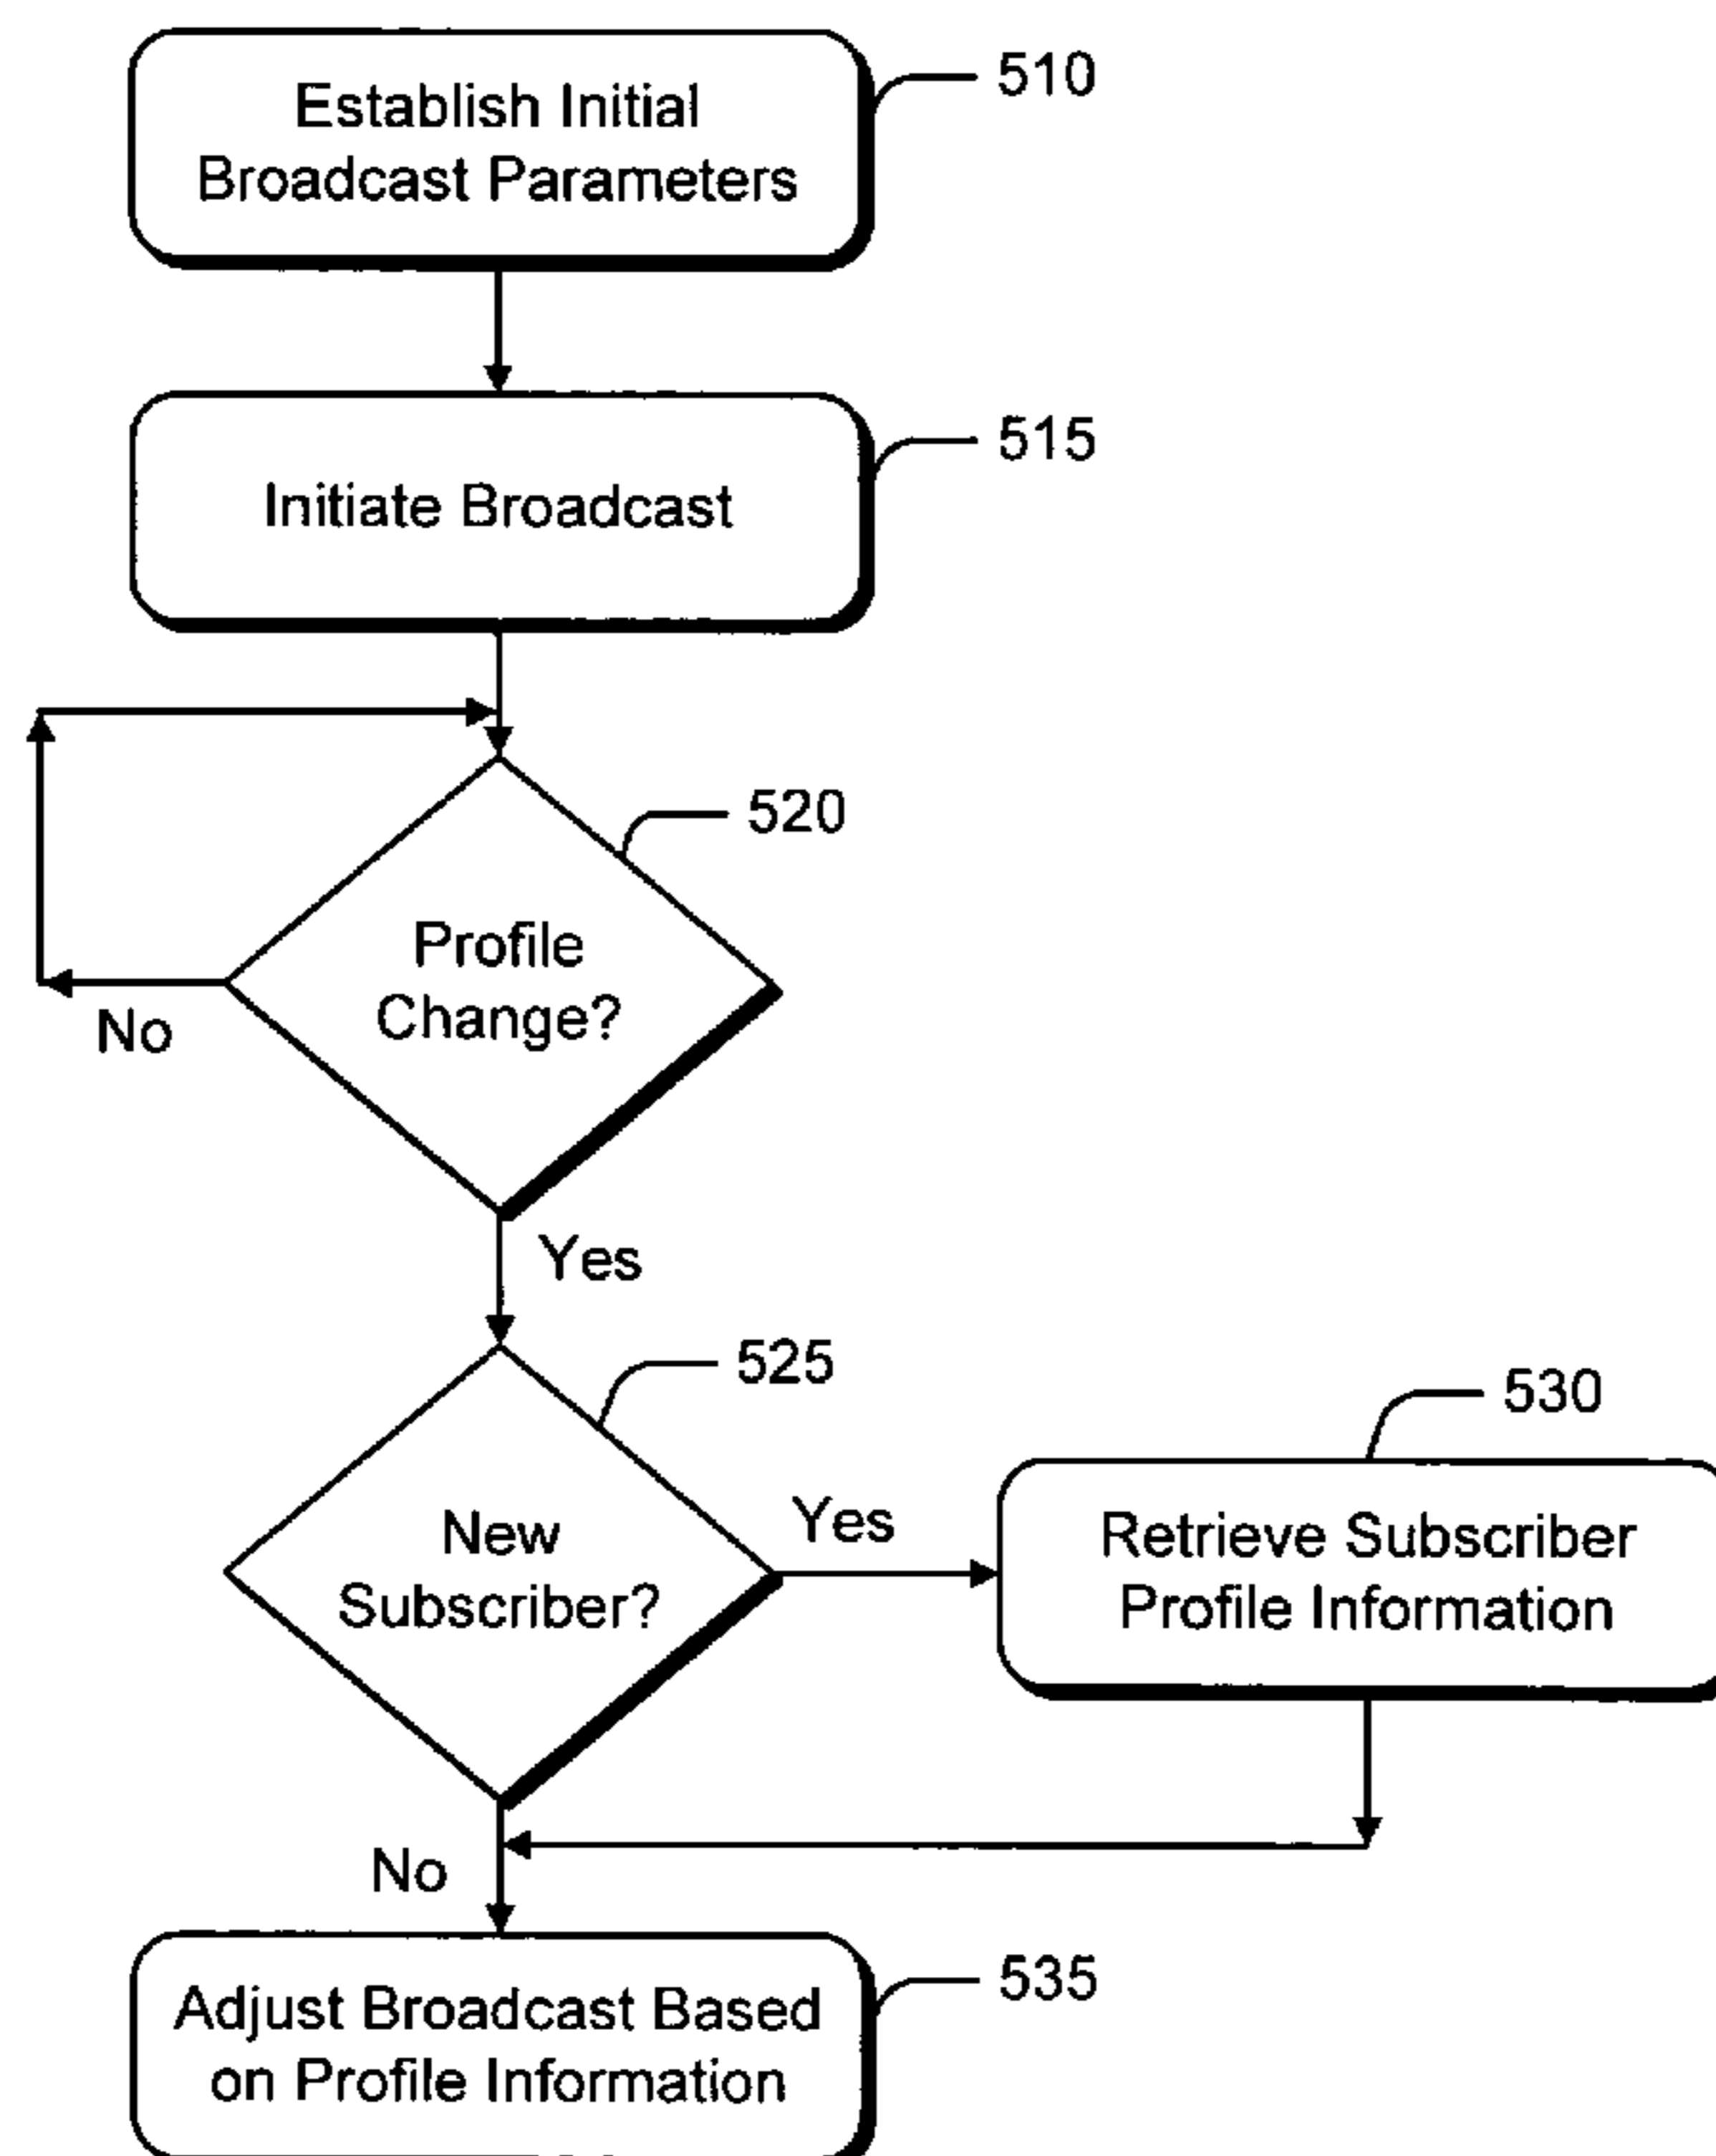 Establish Initial
Broadcast Parameters
510
Initiate Broadcast
515
520
Profile
Change?
No
Yes
525
New
Subscriber?
Yes
530
Retrieve Subscriber
Profile Information
No
Adjust Broadcast Based
on Profile Information
535